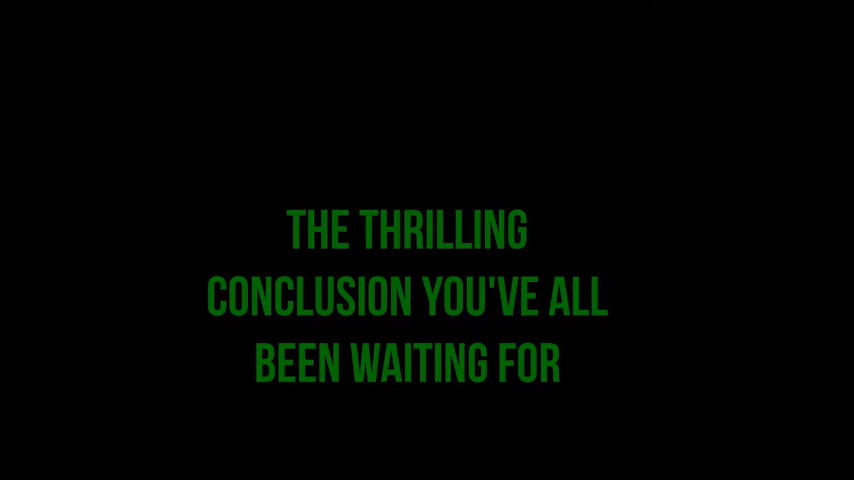 THE THRILLING
CONCLUSION YOU'VE ALL
BEEN WAITING FOR